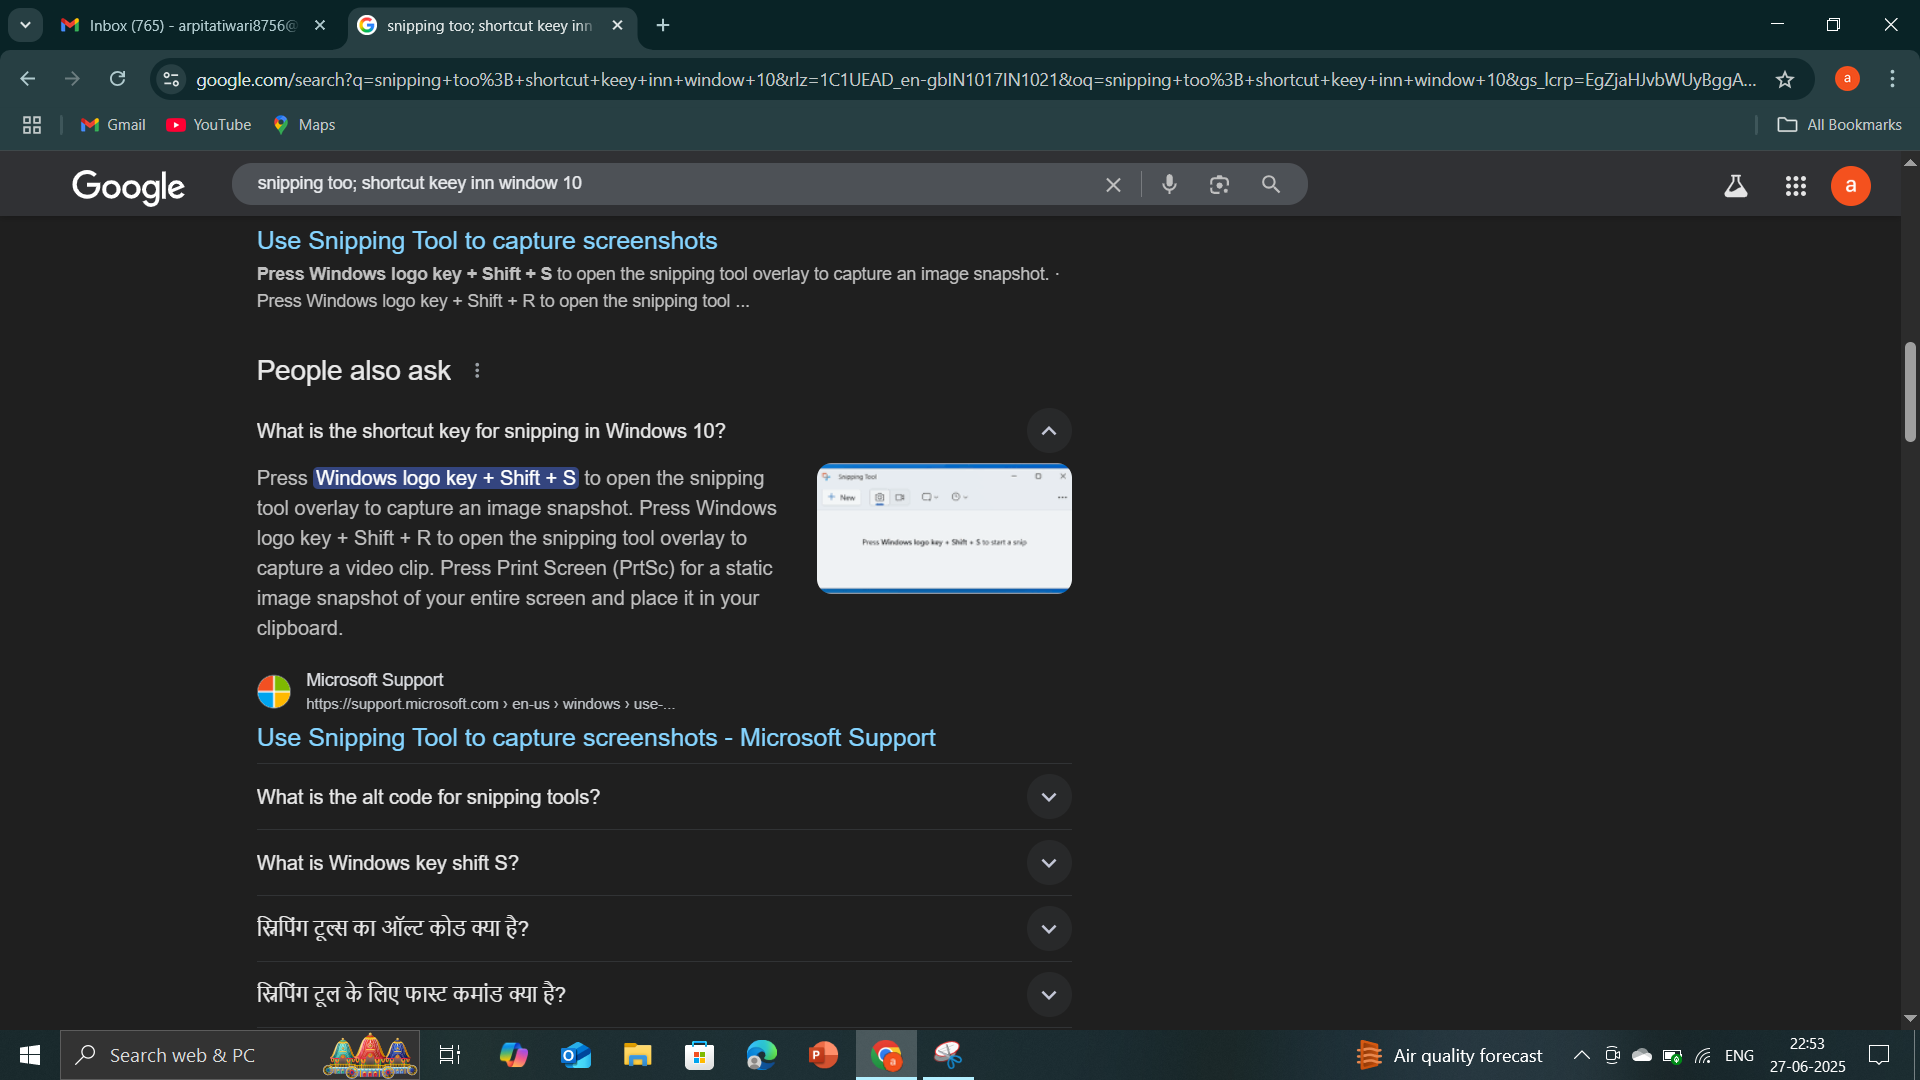 Inbox (765) - arpitatiwari8756@
snipping too; shortcut keey inn
google.com/search?q=snipping+too%3B+shortcut+keey+inn+window+10&rlz=1C1UEAD_en-gbIN1017IN1021&oq=snipping+too%3B+shortcut+keey+inn+window+10&gs_lcrp=EgZjaHJvbWUyBggA...
a
Gmail
YouTube
Maps
All Bookmarks
Google
snipping too; shortcut keey inn window 10
a
Use Snipping Tool to capture screenshots
Press Windows logo key + Shift + S to open the snipping tool overlay to capture an image snapshot. ·
Press Windows logo key + Shift + R to open the snipping tool ...
People also ask
What is the shortcut key for snipping in Windows 10?
Press Windows logo key + Shift + S to open the snipping
tool overlay to capture an image snapshot. Press Windows
logo key + Shift + R to open the snipping tool overlay to
capture a video clip. Press Print Screen (PrtSc) for a static
image snapshot of your entire screen and place it in your
clipboard.
Snipping Tool
New
Press Windows logo key + Shift + S to start a snip
Microsoft Support
https://support.microsoft.com › en-us › windows › use-...
Use Snipping Tool to capture screenshots - Microsoft Support
What is the alt code for snipping tools?
What is Windows key shift S?
स्निपिंग टूल्स का ऑल्ट कोड क्या है?
स्निपिंग टूल के लिए फास्ट कमांड क्या है?
Search web & PC
Air quality forecast
ENG
22:53
27-06-2025